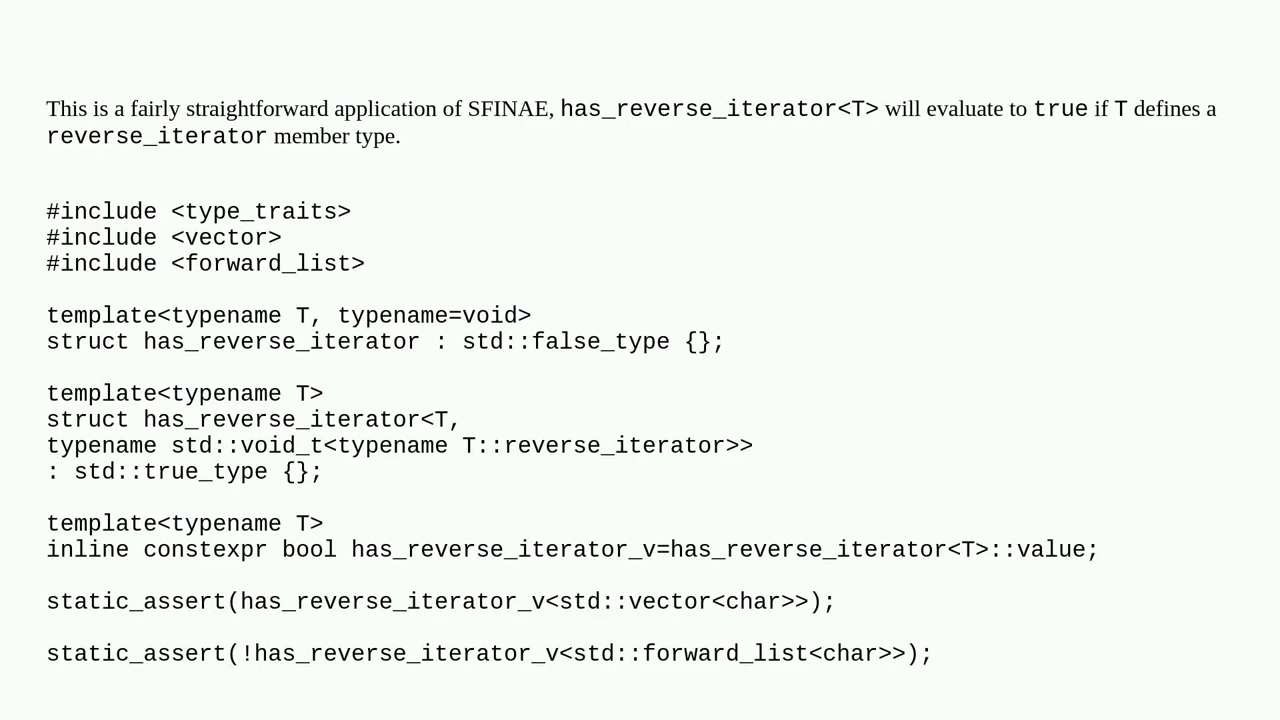 This is a fairly straightforward application of SFINAE, has_reverse_iterator<T> will evaluate to true if T defines a
reverse_iterator member type.
#include <type_traits>
#include <vector>
#include <forward_list>
template<typename T, typename=void>
struct has_reverse_iterator : std::false_type {};
template<typename T>
struct has_reverse_iterator<T,
typename std::void_t<typename T::reverse_iterator>>
: std::true_type {};
template<typename T>
inline constexpr bool has_reverse_iterator_v=has_reverse_iterator<T>::value;
static_assert(has_reverse_iterator_v<std::vector<char>>);
static_assert(!has_reverse_iterator_v<std::forward_list<char>>);